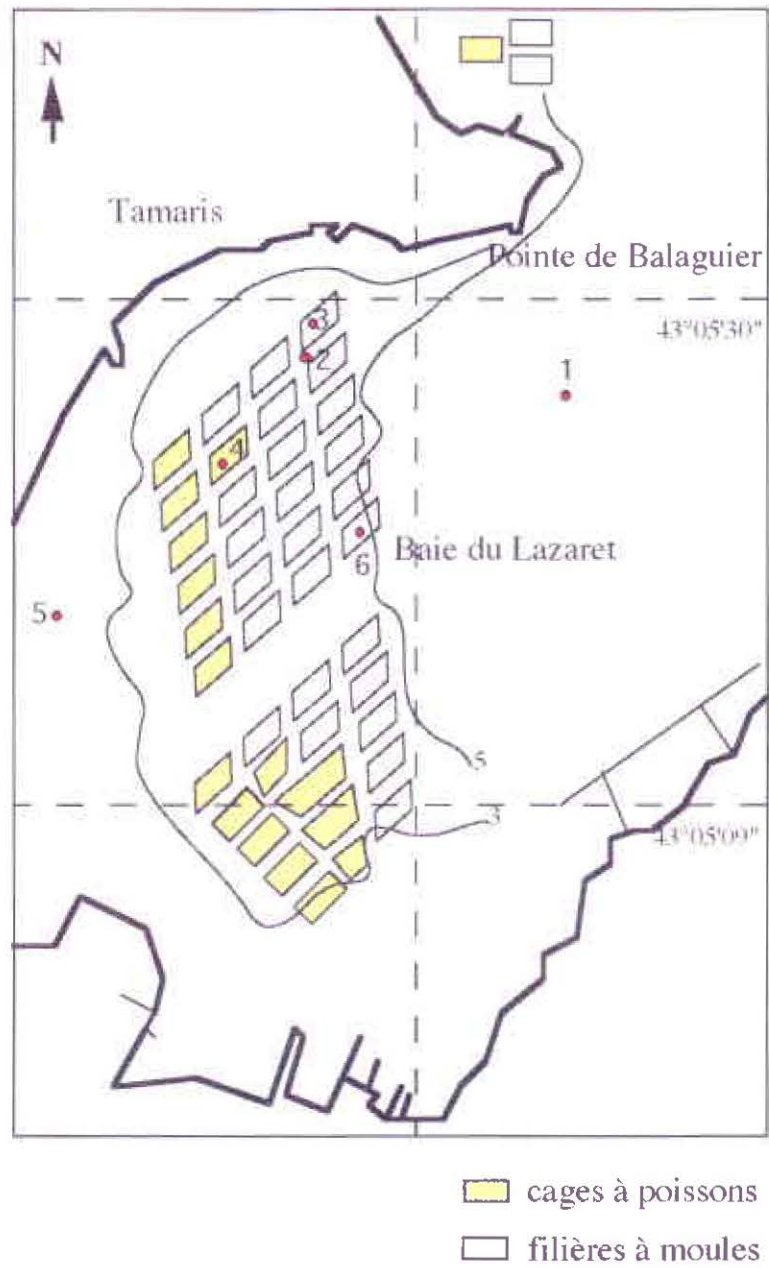 N
Tamaris
Pointe de Balaguier
43°05'30"
3
2
1
4
6
Baie du Lazaret
5
5
3
43°05'09"
cages à poissons
filières à moules